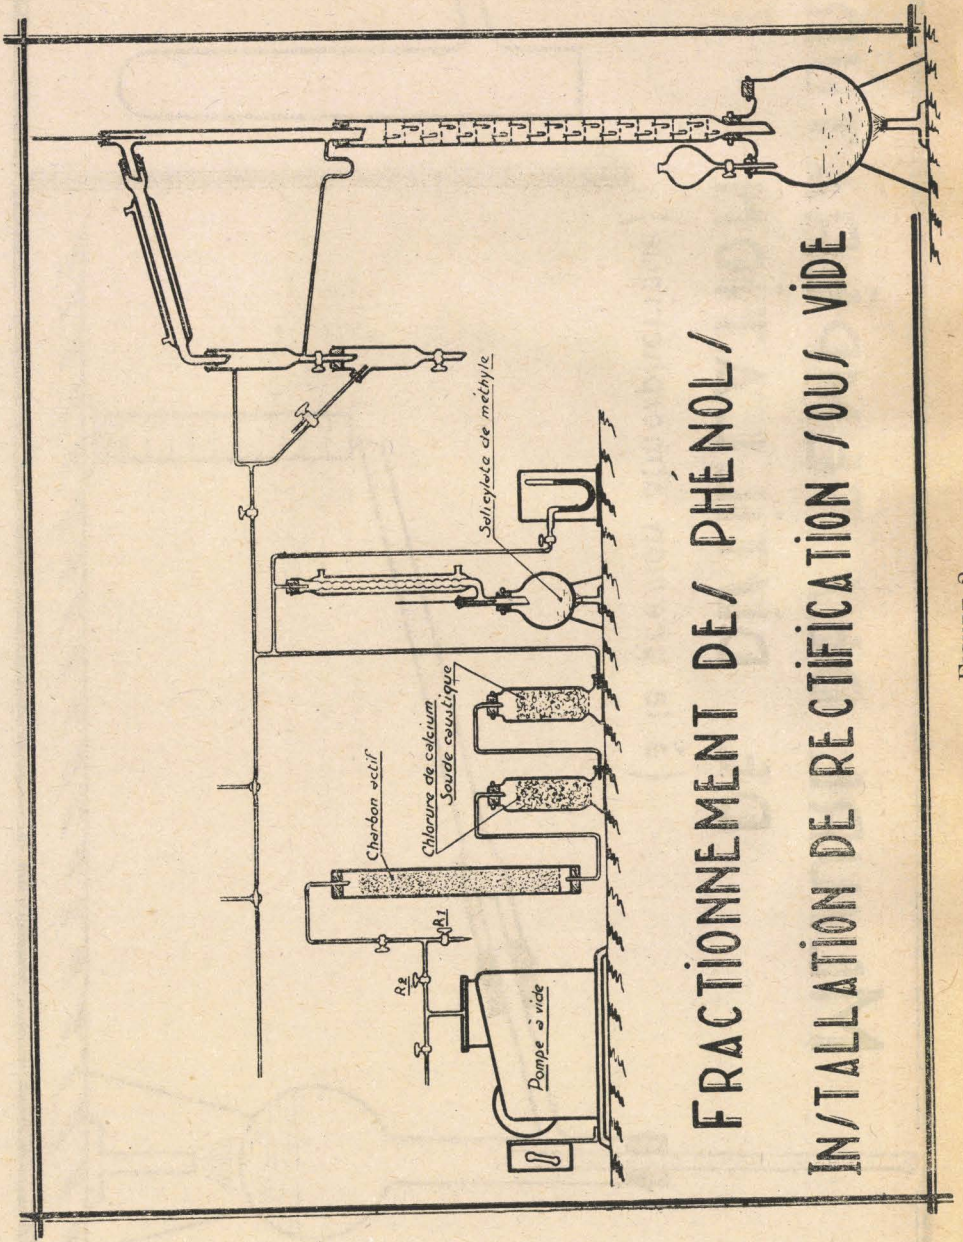 Salicylate de méthyle
Charbon actif
Chlorure de calcium
Soude caustique
R1
R2
Pompe à vide
FRACTIONNEMENT DES PHÉNOLS
INSTALLATION DE RECTIFICATION SOUS VIDE